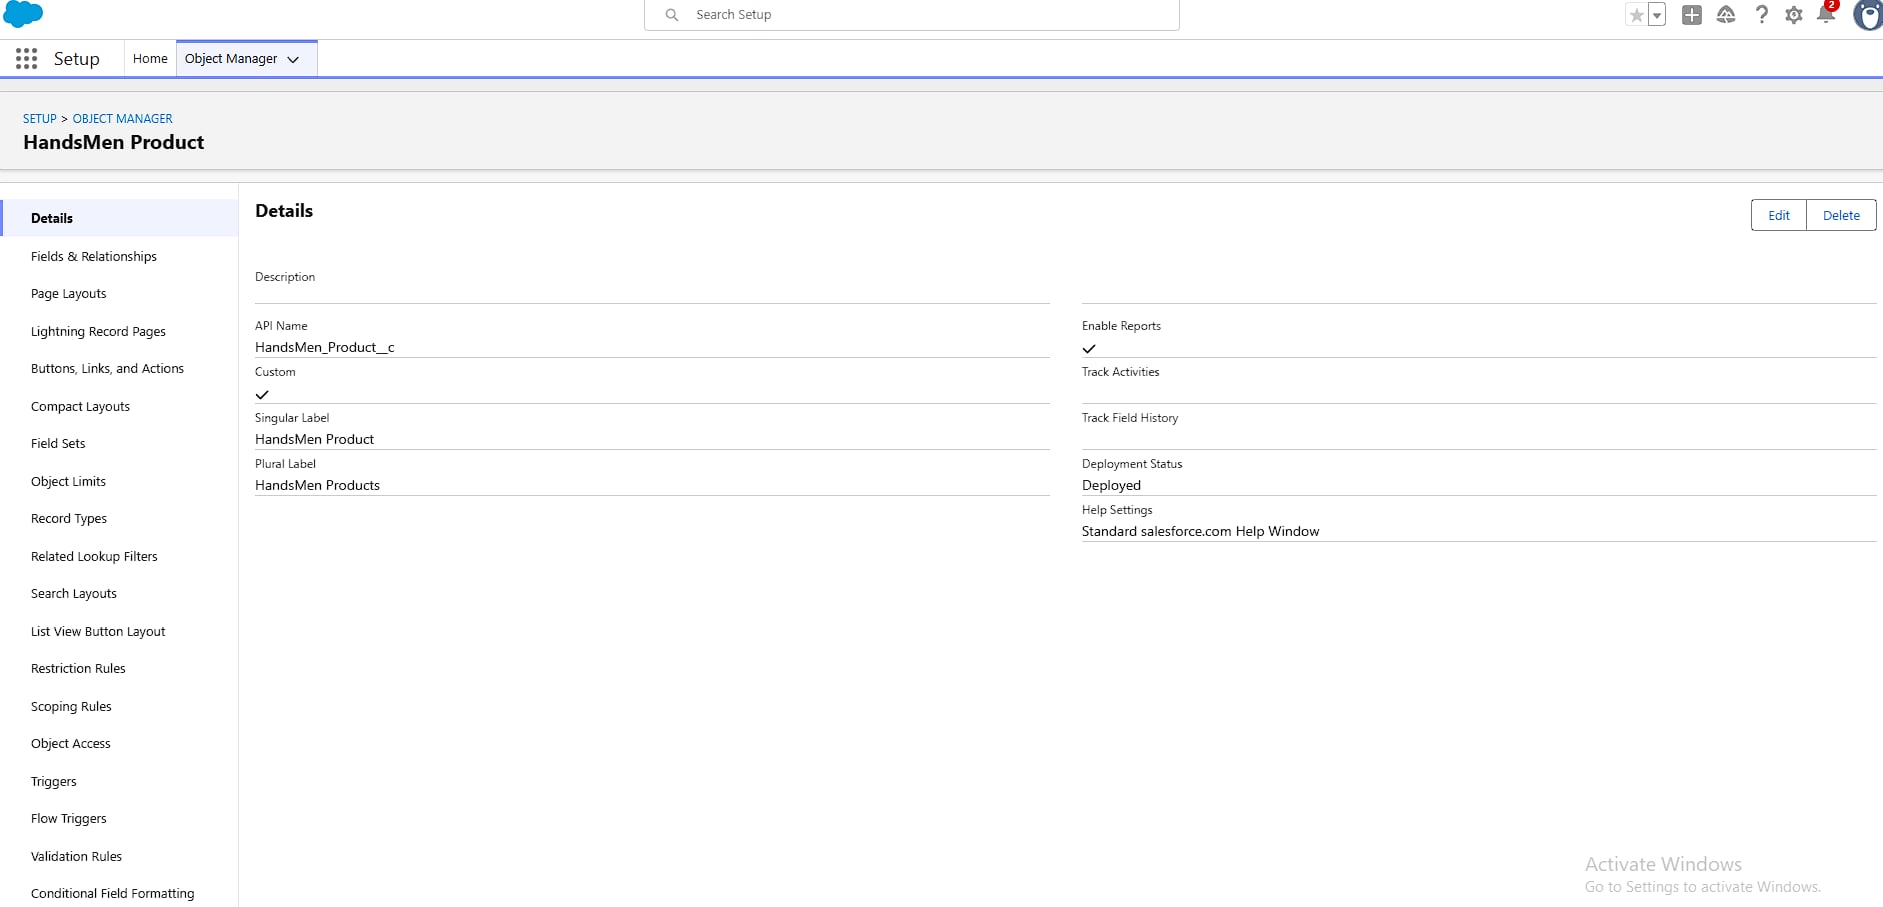 Search Setup
2
Setup
Home
Object Manager
SETUP > OBJECT MANAGER
HandsMen Product
Details
Fields & Relationships
Page Layouts
Lightning Record Pages
Buttons, Links, and Actions
Compact Layouts
Field Sets
Object Limits
Record Types
Related Lookup Filters
Search Layouts
List View Button Layout
Restriction Rules
Scoping Rules
Object Access
Triggers
Flow Triggers
Validation Rules
Conditional Field Formatting
Details
Edit
Delete
Description
API Name
HandsMen_Product__c
Custom
Singular Label
HandsMen Product
Plural Label
HandsMen Products
Enable Reports
Track Activities
Track Field History
Deployment Status
Deployed
Help Settings
Standard salesforce.com Help Window
Activate Windows
Go to Settings to activate Windows.